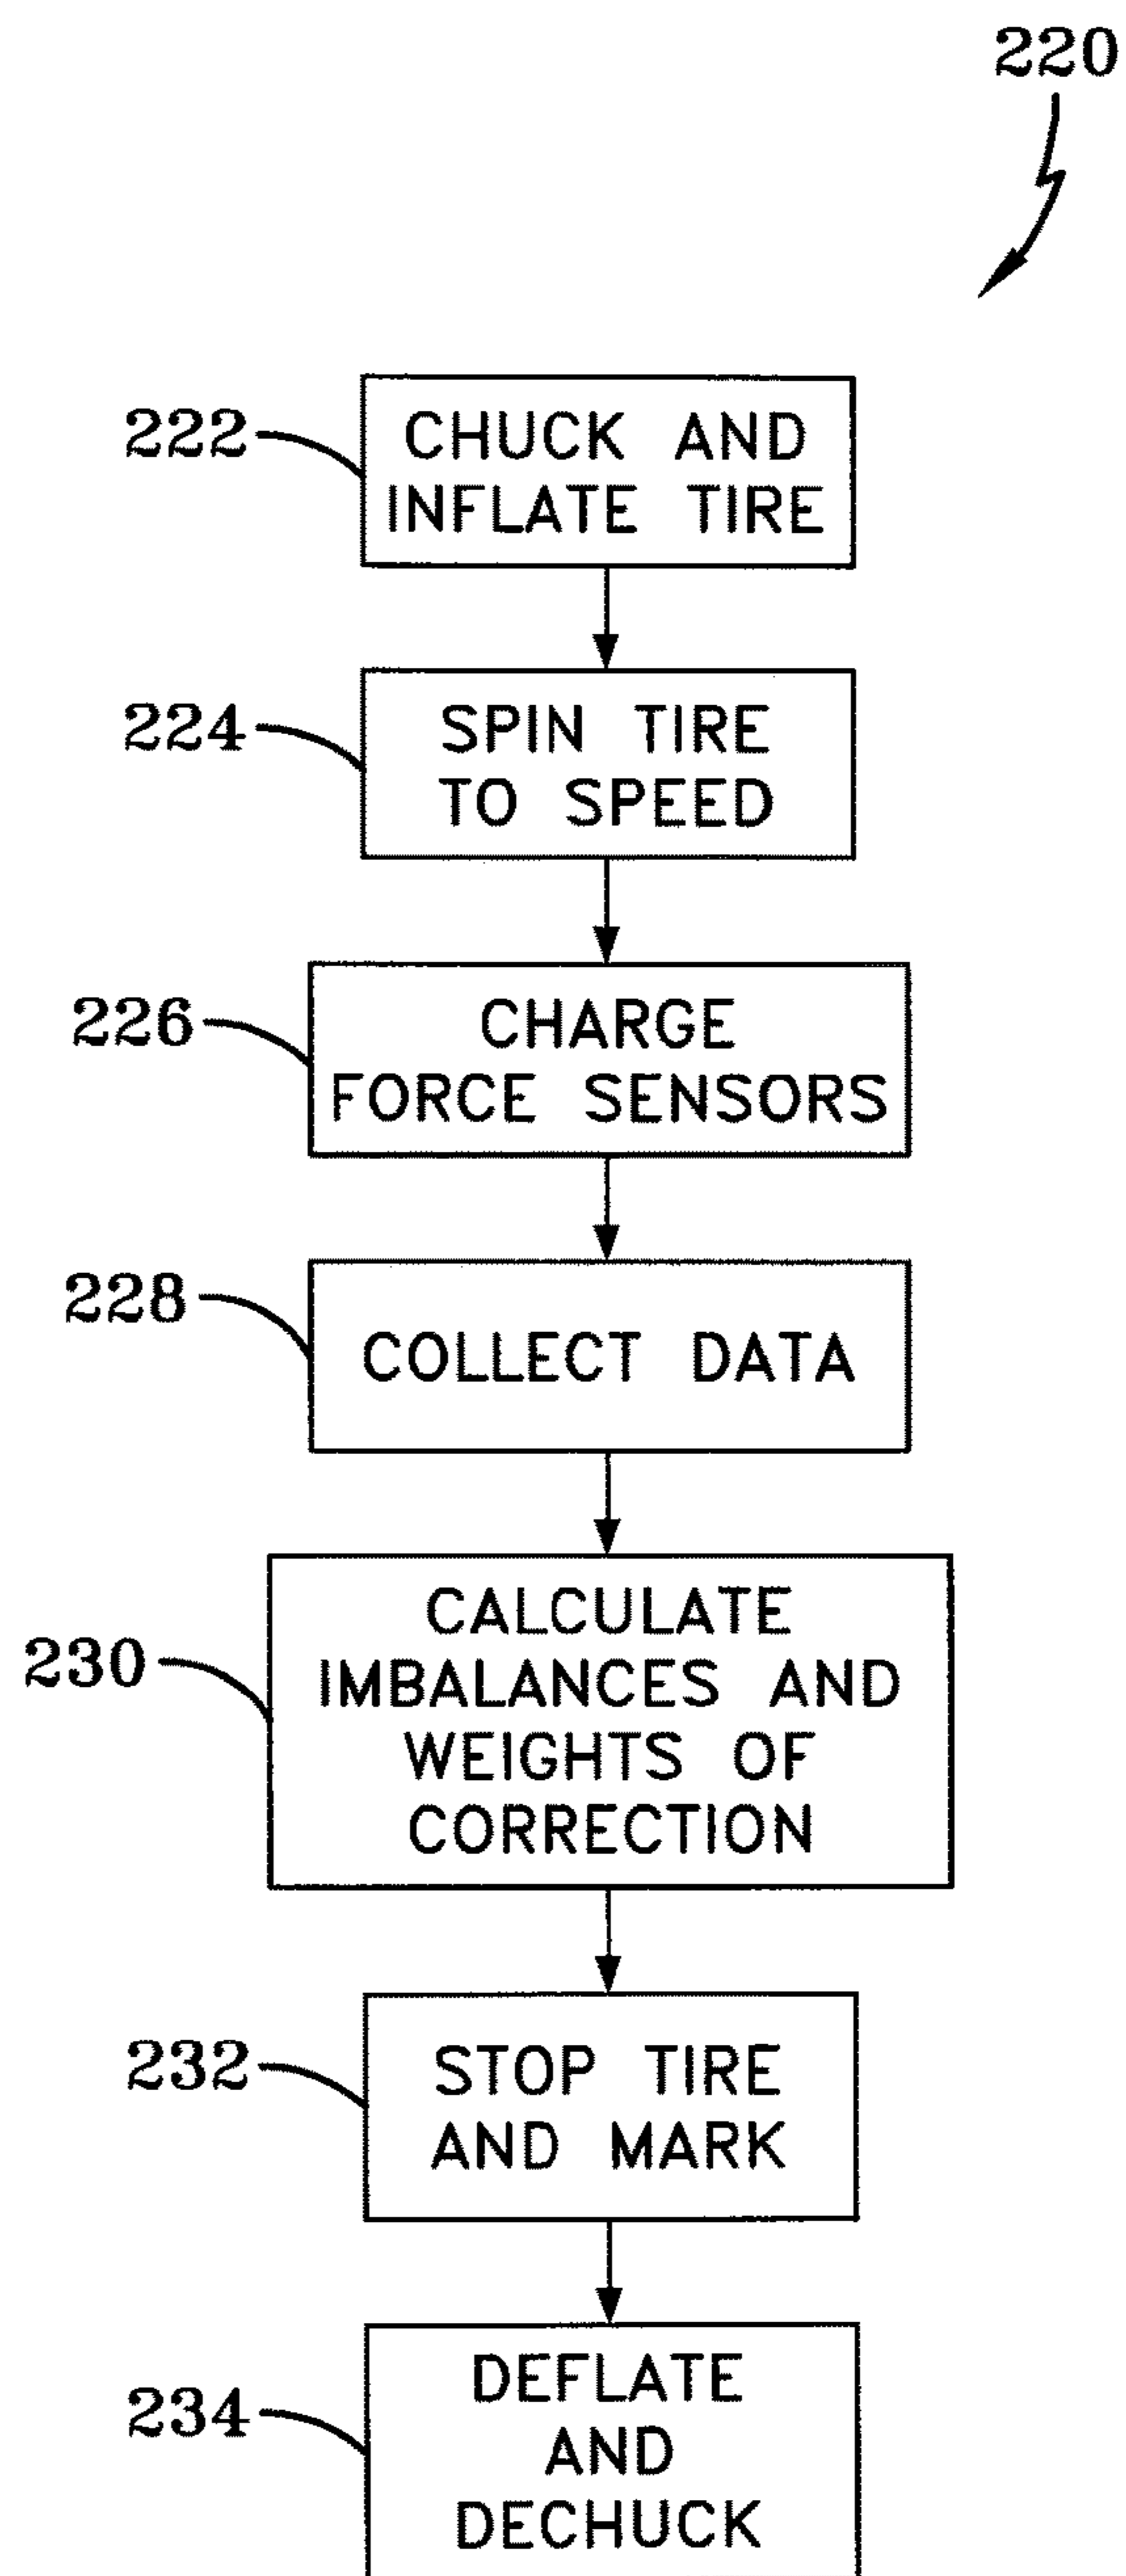 220
222
CHUCK AND
INFLATE TIRE
224
SPIN TIRE
TO SPEED
226
CHARGE
FORCE SENSORS
228
COLLECT DATA
230
CALCULATE
IMBALANCES AND
WEIGHTS OF
CORRECTION
232
STOP TIRE
AND MARK
234
DEFLATE
AND
DECHUCK